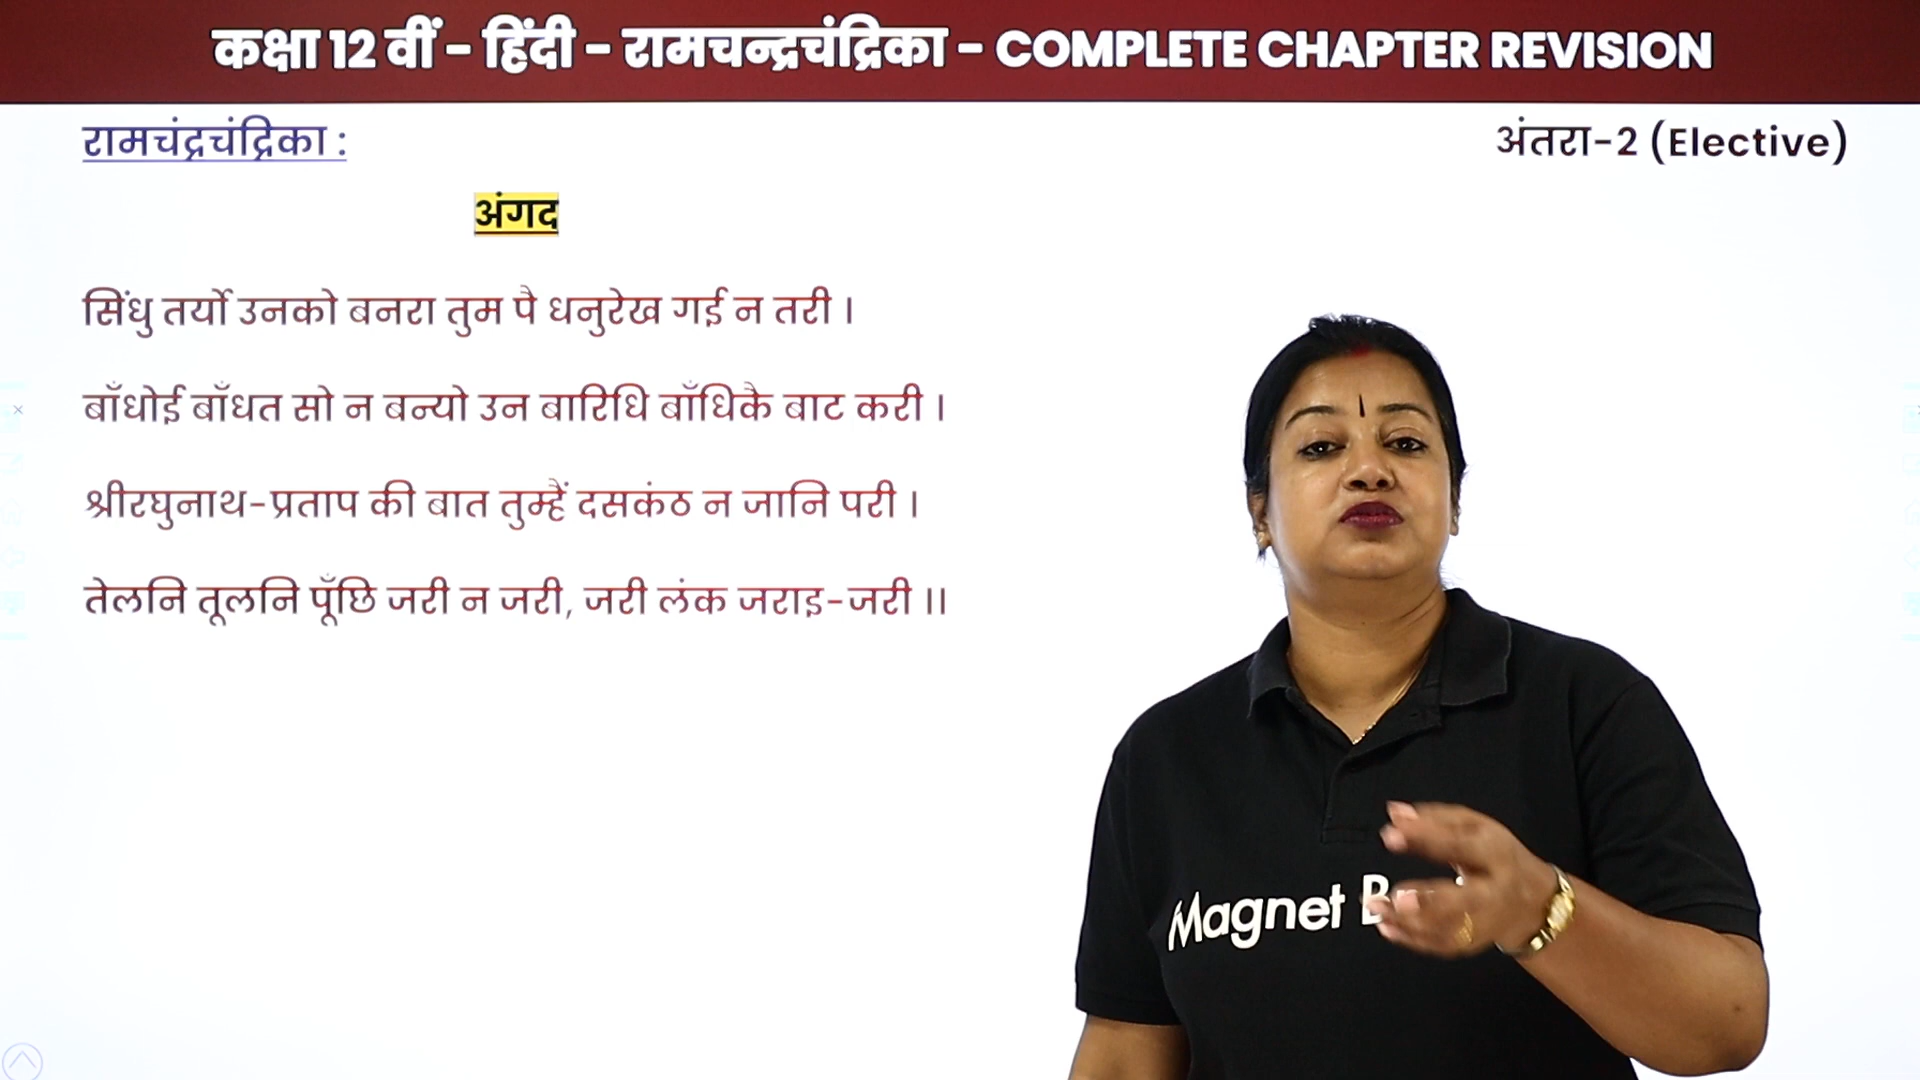 कक्षा 12 वीं - हिंदी - रामचन्द्रचंद्रिका - COMPLETE CHAPTER REVISION
रामचंद्रचंद्रिका :
अंतरा-2 (Elective)
अंगद
सिंधु तर्यो उनको बनरा तुम पै धनुरेख गई न तरी ।
बाँधोई बाँधत सो न बन्यो उन बारिधि बाँधिकै बाट करी ।
श्रीरघुनाथ-प्रताप की बात तुम्हैं दसकंठ न जानि परी ।
तेलनि तूलनि पूँछि जरी न जरी, जरी लंक जराइ-जरी ।।
Magnet